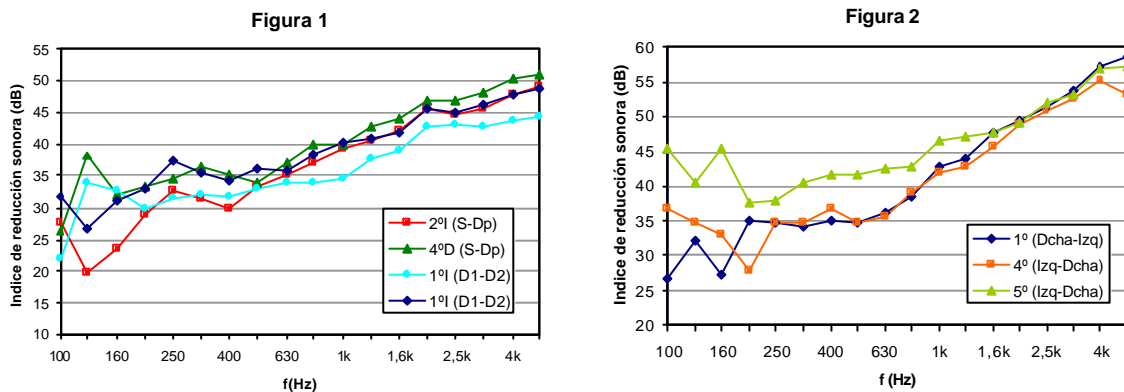 Figura 1
Indice de reducción sonora (dB)
55
50
45
40
35
30
25
20
15
10
2ºI (S-Dp)
4ºD (S-Dp)
1ºI (D1-D2)
1ºI (D1-D2)
100 160 250 400 630 1k 1,6k 2,5k 4k
f(Hz)
Figura 2
Indice de reducción sonora (dB)
60
55
50
45
40
35
30
25
20
1º (Dcha-Izq)
4º (Izq-Dcha)
5º (Izq-Dcha)
100 160 250 400 630 1k 1,6k 2,5k 4k
f (Hz)